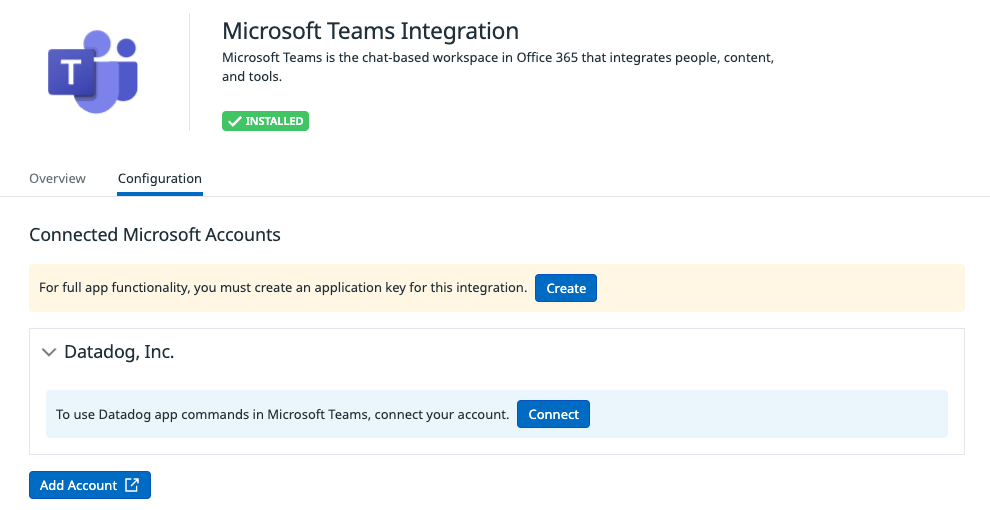 T
Microsoft Teams Integration
Microsoft Teams is the chat-based workspace in Office 365 that integrates people, content,
and tools.
INSTALLED
Overview Configuration
Connected Microsoft Accounts
For full app functionality, you must create an application key for this integration. Create
Datadog, Inc.
To use Datadog app commands in Microsoft Teams, connect your account. Connect
Add Account